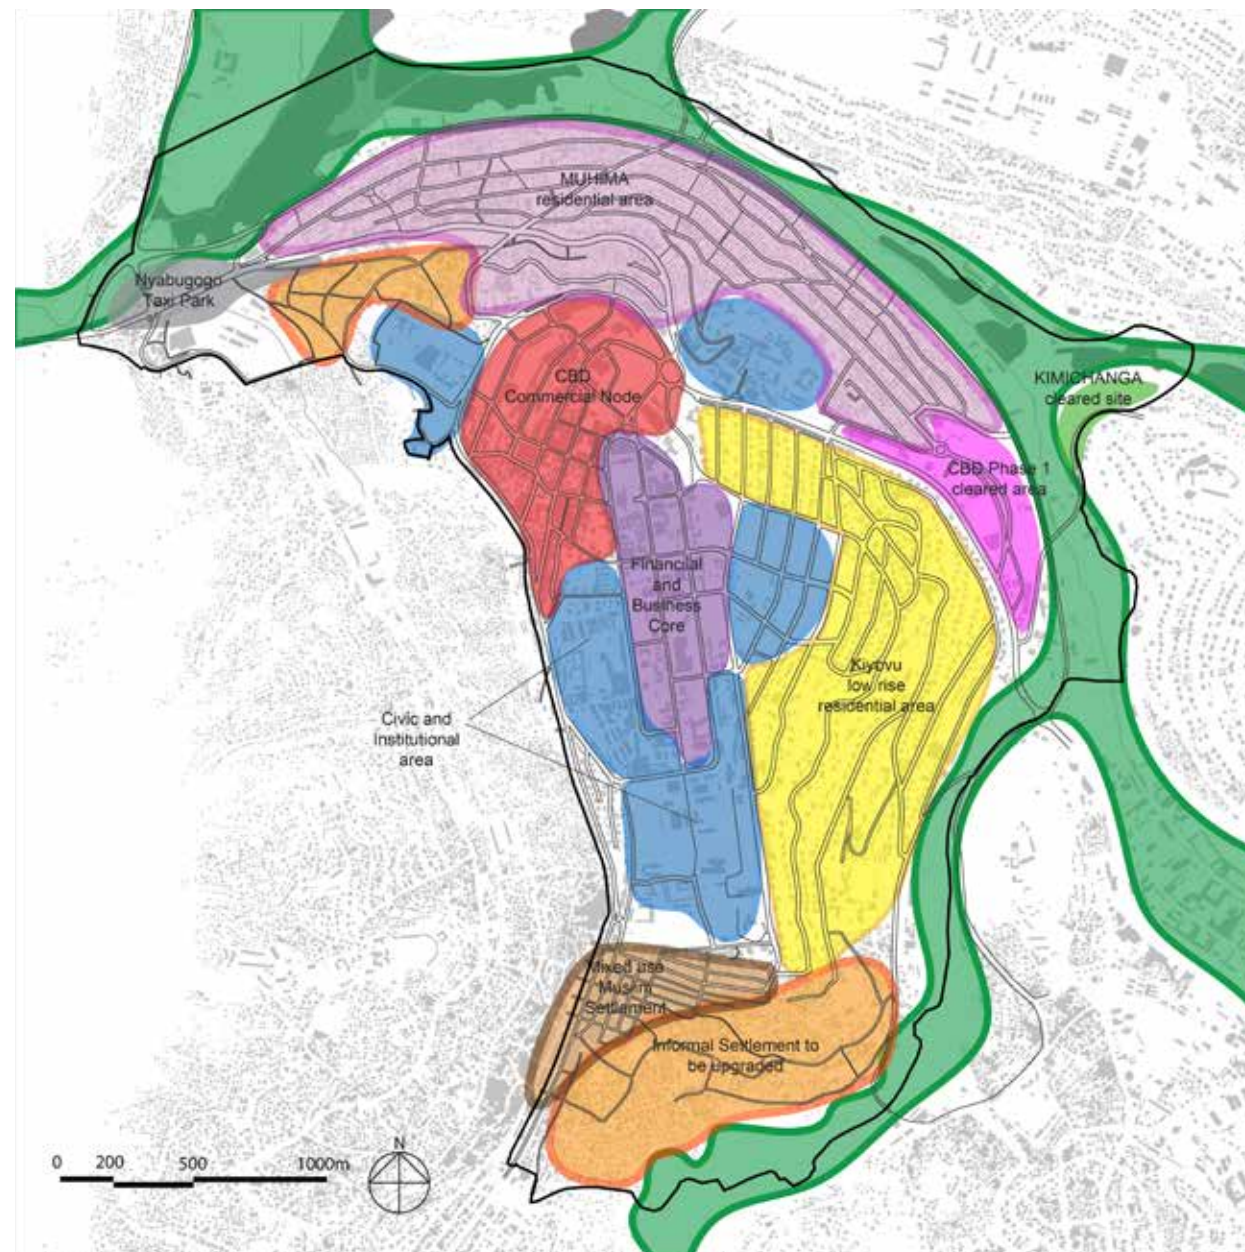 MUHIMA
residential area
Nyabugogo
Taxi Park
CBD
Commercial Node
KIMICHANGA
cleared site
CBD Phase 1
cleared area
Financiial
and
Business
Core
Kiyovu
low rise
residential area
Civic and
Institutional
area
Mixed use
Muslim
Settlement
Informal Settlement to
be upgraded
N
0 200 500 1000m